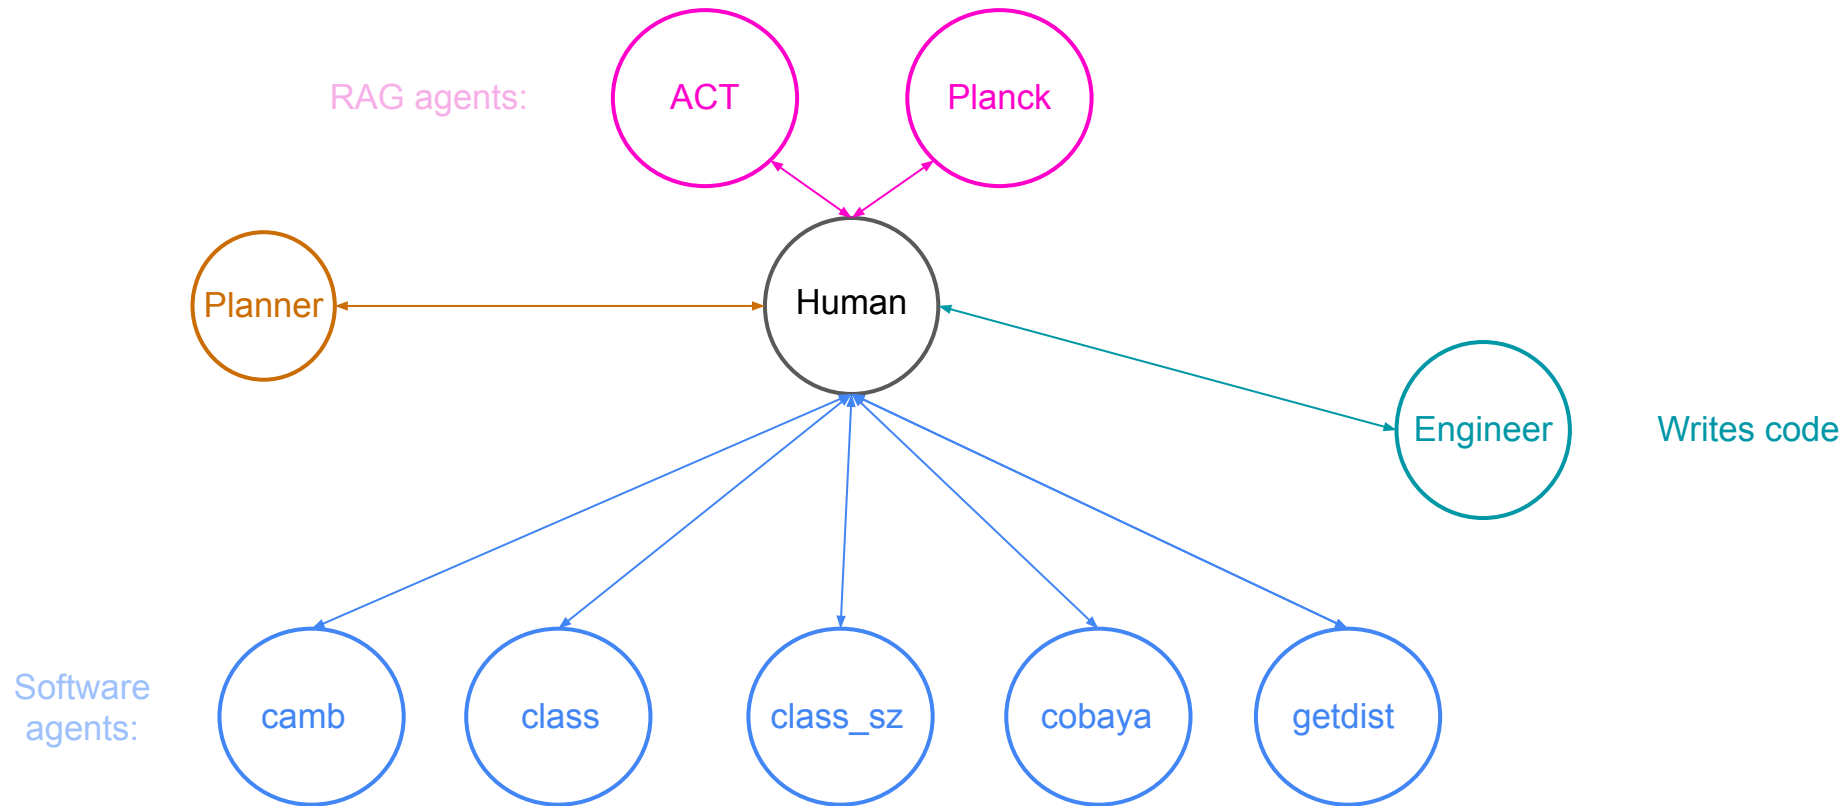 RAG agents:
ACT
Planck
Planner
Human
Engineer
Writes code
Software
agents:
camb
class
class_sz
cobaya
getdist